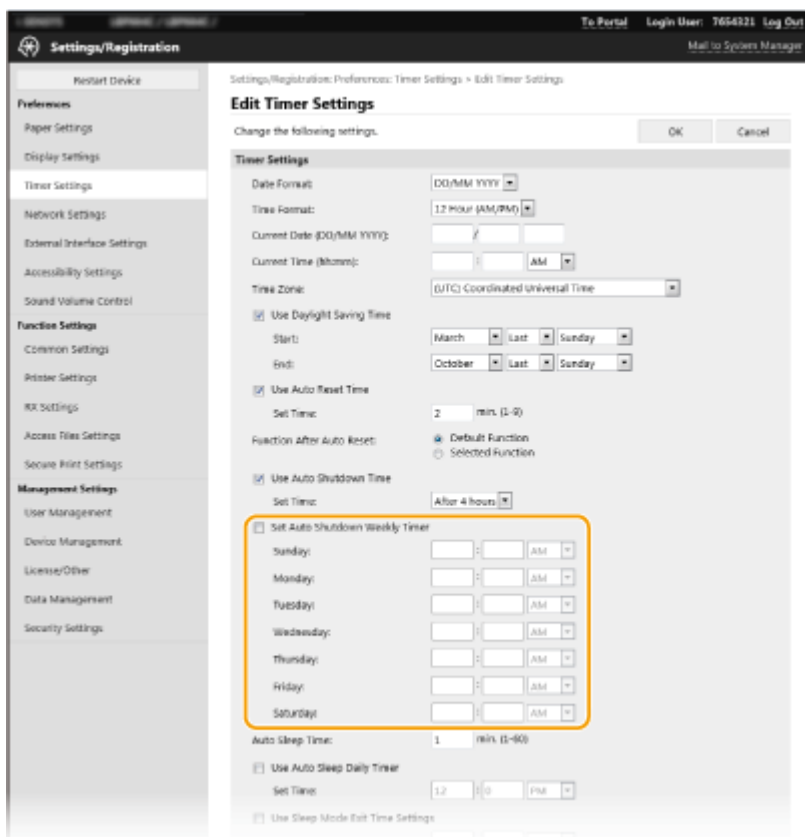 To Portal Login User: 7654321 Log Out
Settings/Registration
Mail to System Manager
Restart Device
Preferences
Paper Settings
Display Settings
Timer Settings
Network Settings
External Interface Settings
Accessibility Settings
Sound Volume Control
Function Settings
Common Settings
Printer Settings
RX Settings
Access Files Settings
Secure Print Settings
Management Settings
User Management
Device Management
License/Other
Data Management
Security Settings
Settings/Registration: Preferences: Timer Settings > Edit Timer Settings
Edit Timer Settings
Change the following settings.
OK Cancel
Timer Settings
Date Format: DD/MM YYYY
Time Format: 12 Hour (AM/PM)
Current Date (DD/MM YYYY): /
Current Time (hh:mm): : AM
Time Zone: (UTC) Coordinated Universal Time
Use Daylight Saving Time
Start: March Last Sunday
End: October Last Sunday
Use Auto Reset Time
Set Time: 2 min. (1-9)
Function After Auto Reset: Default Function
Selected Function
Use Auto Shutdown Time
Set Time: After 4 hours
Set Auto Shutdown Weekly Timer
Sunday: : AM
Monday: : AM
Tuesday: : AM
Wednesday: : AM
Thursday: : AM
Friday: : AM
Saturday: : AM
Auto Sleep Time: 1 min. (1-60)
Use Auto Sleep Daily Timer
Set Time: 12 : 0 PM
Use Sleep Mode Exit Time Settings